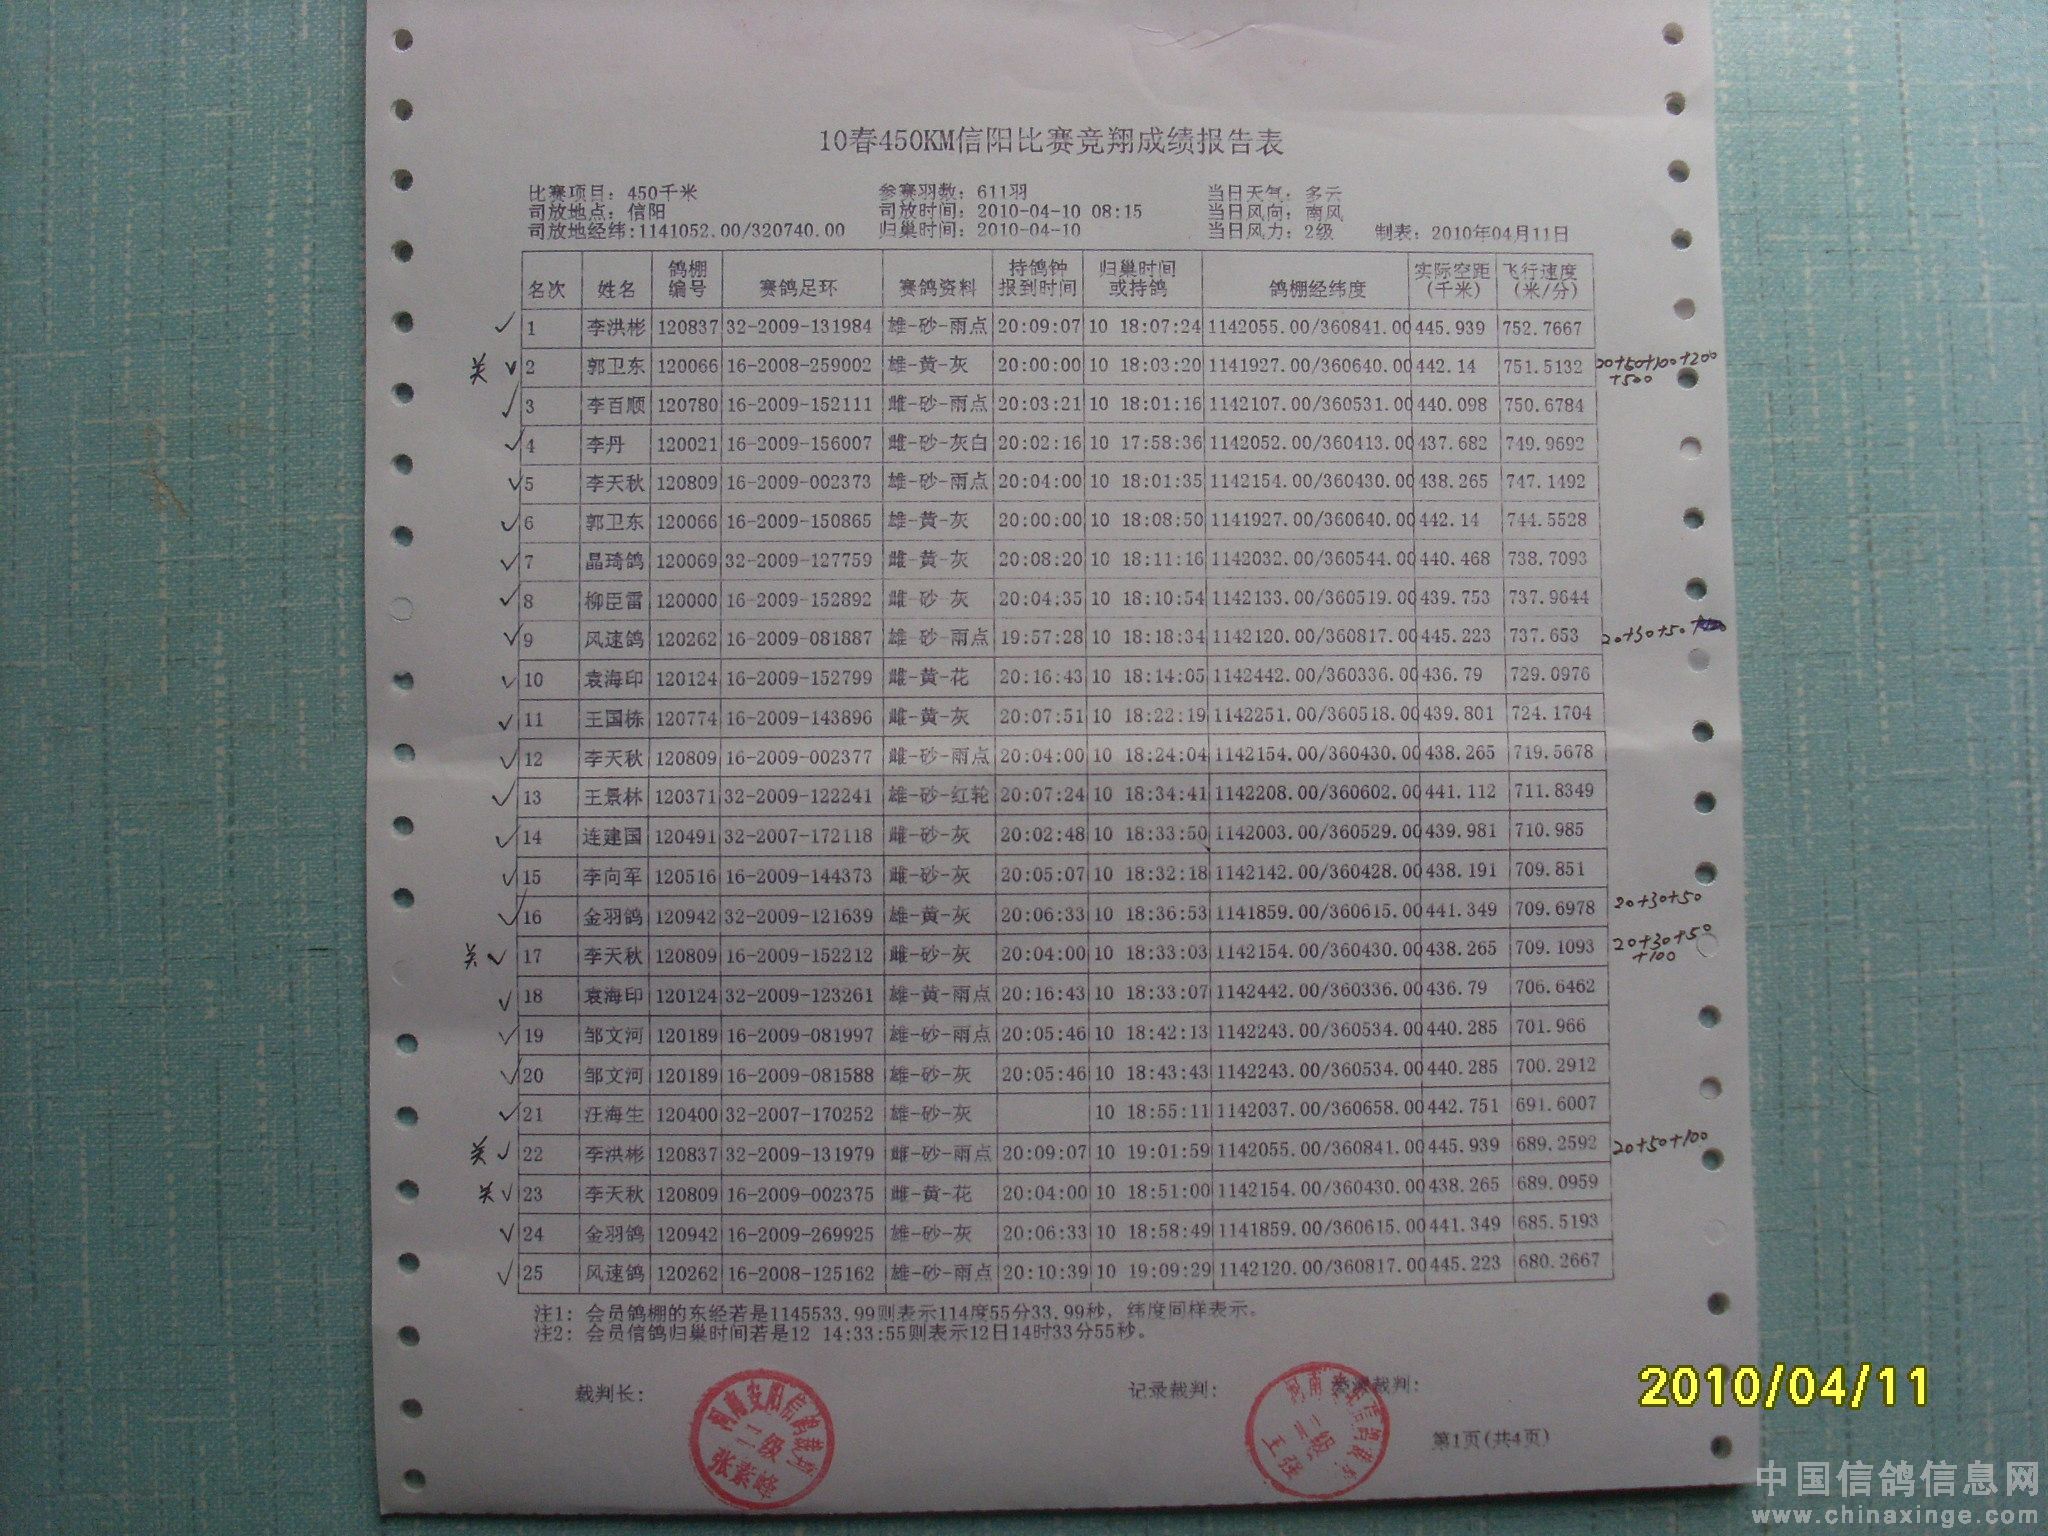 10春450KM信阳比赛竞翔成绩报告表
比赛项目: 450千米 参赛羽数: 611羽 当日天气: 多云
司放地点: 信阳 司放时间: 2010-04-10 08:15 当日风向: 南风
司放地经纬:1141052.00/320740.00 归巢时间: 2010-04-10 当日风力: 2级 制表: 2010年04月11日
名次 姓名 鸽棚编号 赛鸽足环 赛鸽资料 持鸽钟报到时间 归巢时间或持鸽 鸽棚经纬度 实际空距(千米) 飞行速度(米/分)
✓ 1 李洪彬 120837 32-2009-131984 雄-砂-雨点 20:09:07 10 18:07:24 1142055.00/360841.00 445.939 752.7667
关 ✓ 2 郭卫东 120066 16-2008-259002 雄-黄-灰 20:00:00 10 18:03:20 1141927.00/360640.00 442.14 751.5132 20+50+100+200
+500
✓ 3 李百顺 120780 16-2009-152111 雌-砂-雨点 20:03:21 10 18:01:16 1142107.00/360531.00 440.098 750.6784
✓ 4 李丹 120021 16-2009-156007 雌-砂-灰白 20:02:16 10 17:58:36 1142052.00/360413.00 437.682 749.9692
✓ 5 李天秋 120809 16-2009-002373 雄-砂-雨点 20:04:00 10 18:01:35 1142154.00/360430.00 438.265 747.1492
✓ 6 郭卫东 120066 16-2009-150865 雄-黄-灰 20:00:00 10 18:08:50 1141927.00/360640.00 442.14 744.5528
✓ 7 晶琦鸽 120069 32-2009-127759 雌-黄-灰 20:08:20 10 18:11:16 1142032.00/360544.00 440.468 738.7093
✓ 8 柳臣雷 120000 16-2009-152892 雌-砂-灰 20:04:35 10 18:10:54 1142133.00/360519.00 439.753 737.9644
✓ 9 风速鸽 120262 16-2009-081887 雄-砂-雨点 19:57:28 10 18:18:34 1142120.00/360817.00 445.223 737.653 20+30+50
✓ 10 袁海印 120124 16-2009-152799 雌-黄-花 20:16:43 10 18:14:05 1142442.00/360336.00 436.79 729.0976
✓ 11 王国栋 120774 16-2009-143896 雌-黄-灰 20:07:51 10 18:22:19 1142251.00/360518.00 439.801 724.1704
✓ 12 李天秋 120809 16-2009-002377 雌-砂-雨点 20:04:00 10 18:24:04 1142154.00/360430.00 438.265 719.5678
✓ 13 王景林 120371 32-2009-122241 雄-砂-红轮 20:07:24 10 18:34:41 1142208.00/360602.00 441.112 711.8349
✓ 14 连建国 120491 32-2007-172118 雌-砂-灰 20:02:48 10 18:33:50 1142003.00/360529.00 439.981 710.985
✓ 15 李向军 120516 16-2009-144373 雌-砂-灰 20:05:07 10 18:32:18 1142142.00/360428.00 438.191 709.851
✓ 16 金羽鸽 120942 32-2009-121639 雄-黄-灰 20:06:33 10 18:36:53 1141859.00/360615.00 441.349 709.6978 20+30+50
关 ✓ 17 李天秋 120809 16-2009-152212 雌-砂-灰 20:04:00 10 18:33:03 1142154.00/360430.00 438.265 709.1093 20+30+50
+100
✓ 18 袁海印 120124 32-2009-123261 雄-黄-雨点 20:16:43 10 18:33:07 1142442.00/360336.00 436.79 706.6462
✓ 19 邹文河 120189 16-2009-081997 雄-砂-雨点 20:05:46 10 18:42:13 1142243.00/360534.00 440.285 701.966
✓ 20 邹文河 120189 16-2009-081588 雄-砂-灰 20:05:46 10 18:43:43 1142243.00/360534.00 440.285 700.2912
✓ 21 汪海生 120400 32-2007-170252 雄-砂-灰 10 18:55:11 1142037.00/360658.00 442.751 691.6007
关 ✓ 22 李洪彬 120837 32-2009-131979 雌-砂-雨点 20:09:07 10 19:01:59 1142055.00/360841.00 445.939 689.2592 20+50+100
关 ✓ 23 李天秋 120809 16-2009-002375 雌-黄-花 20:04:00 10 18:51:00 1142154.00/360430.00 438.265 689.0959
✓ 24 金羽鸽 120942 16-2009-269925 雄-砂-灰 20:06:33 10 18:58:49 1141859.00/360615.00 441.349 685.5193
✓ 25 风速鸽 120262 16-2008-125162 雄-砂-雨点 20:10:39 10 19:09:29 1142120.00/360817.00 445.223 680.2667
注1: 会员鸽棚的东经若是1145533.99则表示114度55分33.99秒, 纬度同样表示。
注2: 会员信鸽归巢时间若是12 14:33:55则表示12日14时33分55秒。
裁判长: 记录裁判: 裁判:
河南安阳信鸽裁判
二级
张素峰
王强
第1页(共4页)
2010/04/11
中国信鸽信息网
www.chinaxinge.com